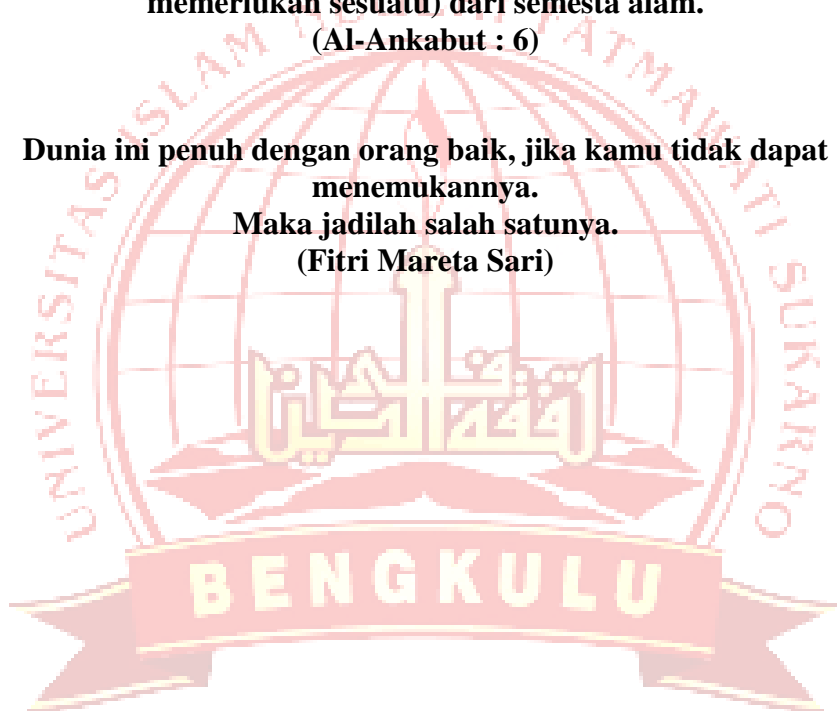 memerlukan sesuatu) dari semesta alam.
(Al-Ankabut : 6)
Dunia ini penuh dengan orang baik, jika kamu tidak dapat
menemukannya.
Maka jadilah salah satunya.
(Fitri Mareta Sari)
UNIVERSITAS ISLAM FATMAWATI SUKARNO
BENGKULU